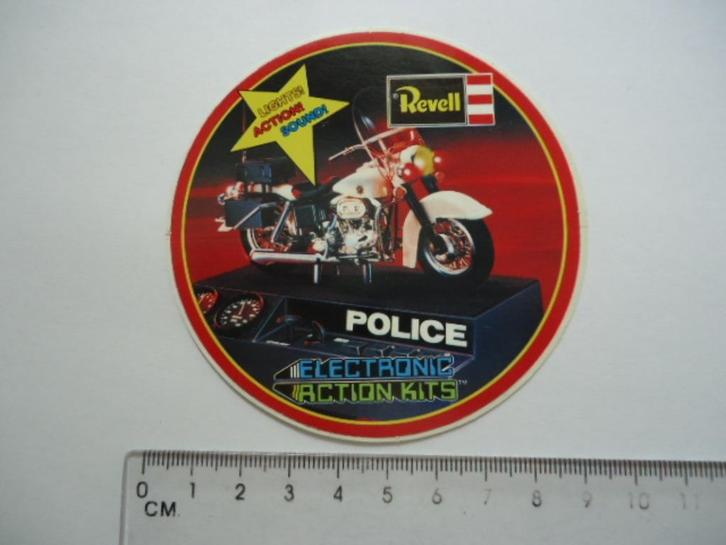 LIGHTS!
ACTION!
SOUND!
Revell
POLICE
ELECTRONIC
ACTION KITS™
0 1 2 3 4 5 6 7 8 9 10 11
CM